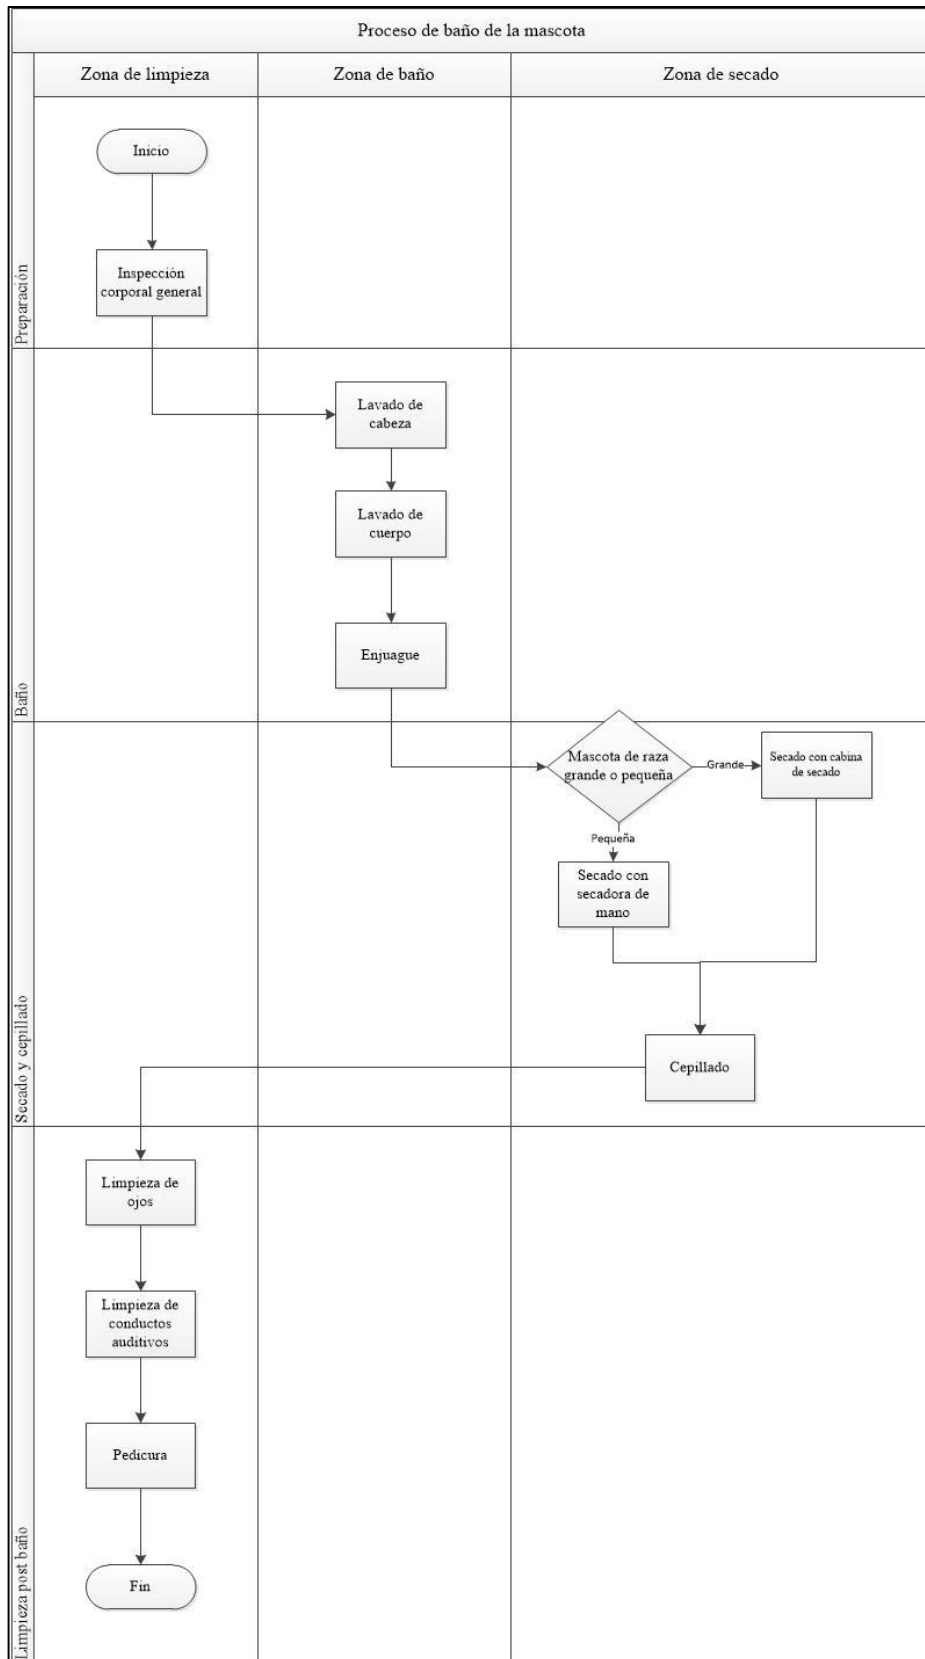 Proceso de baño de la mascota
Zona de limpieza
Zona de baño
Zona de secado
Preparación
Inicio
Inspección
corporal general
Baño
Lavado de
cabeza
Lavado de
cuerpo
Enjuague
Secado y cepillado
Mascota de raza
grande o pequeña
Grande
Secado con cabina
de secado
Pequeña
Secado con
secadora de
mano
Cepillado
Limpieza post baño
Limpieza de
ojos
Limpieza de
conductos
auditivos
Pedicura
Fin